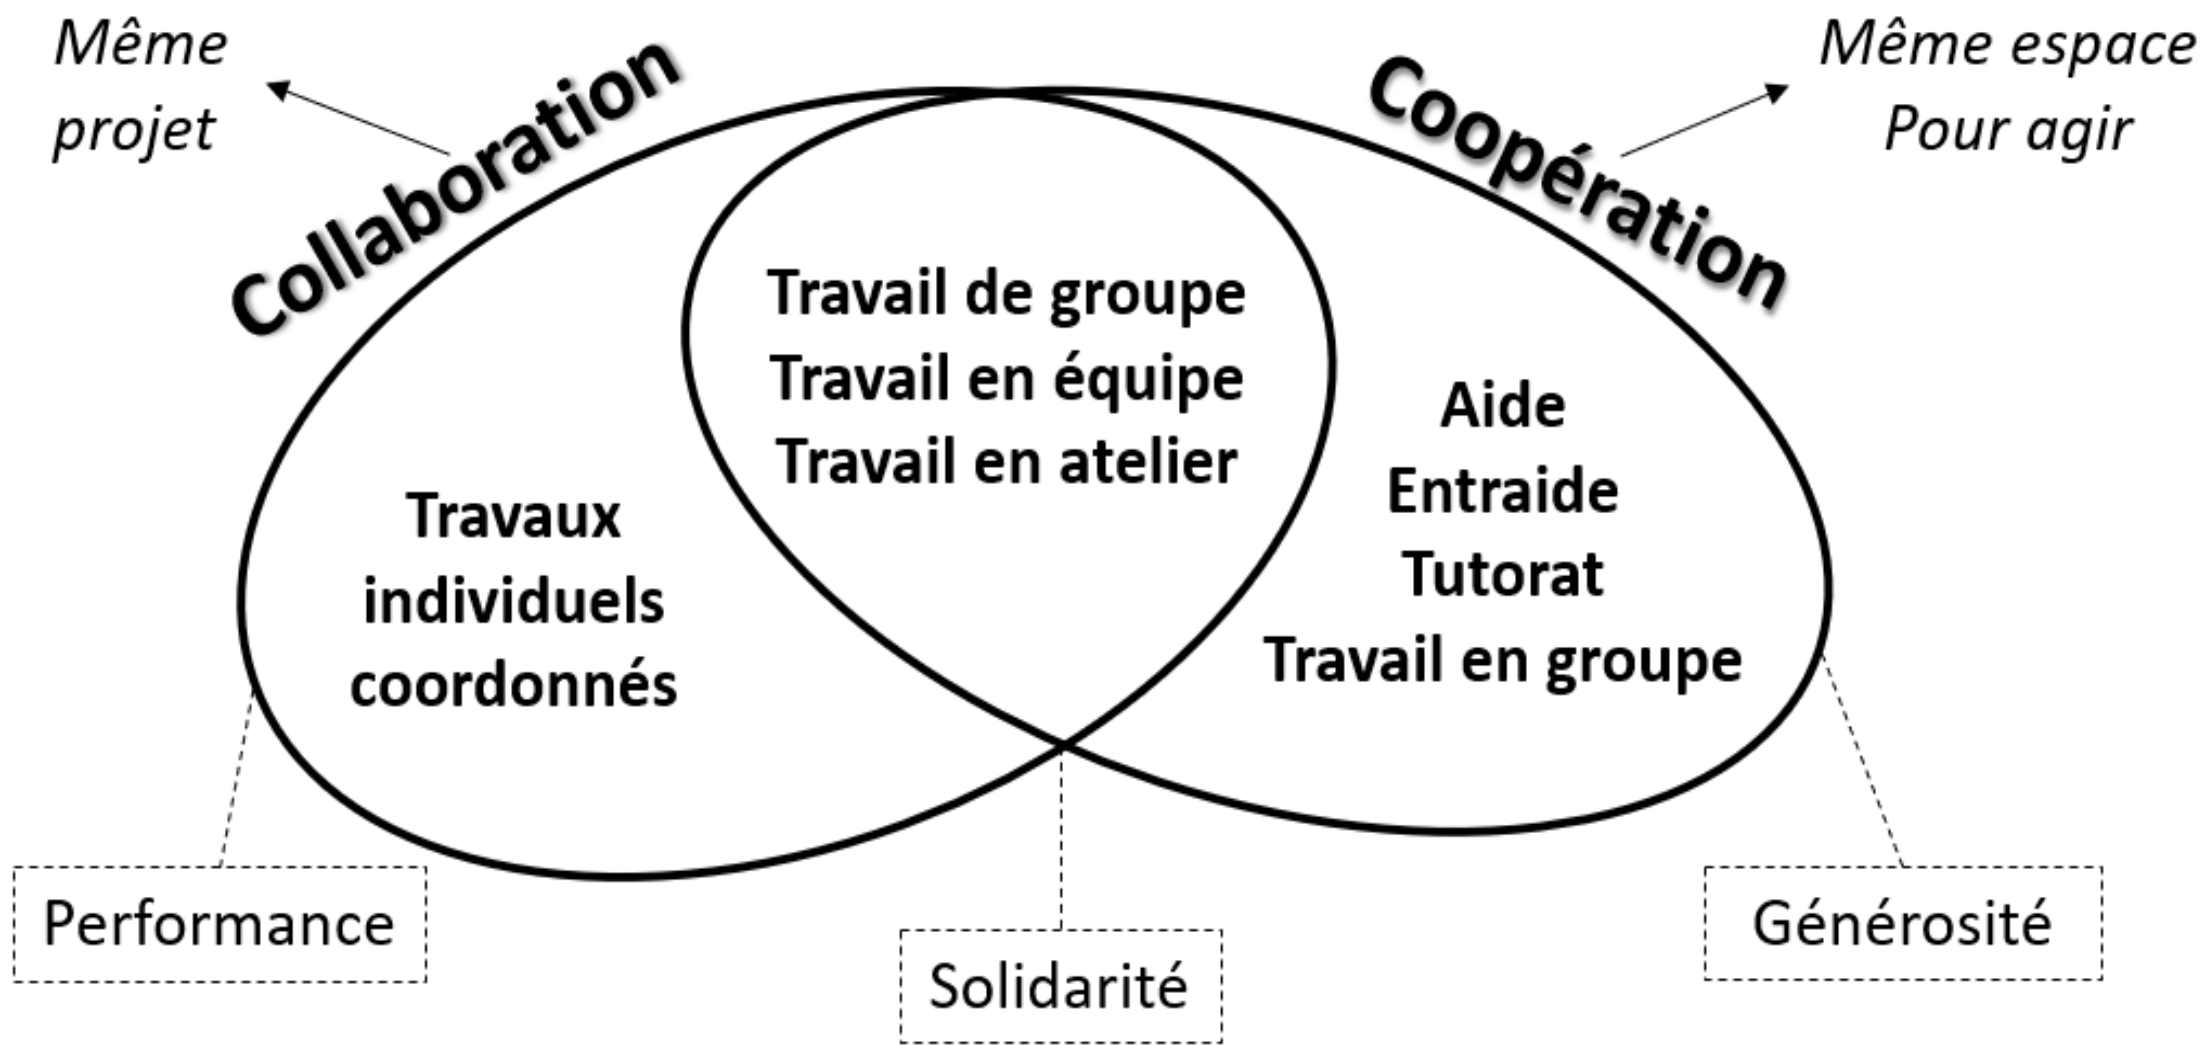 Même
projet
Collaboration
Coopération
Même espace
Pour agir
Travail de groupe
Travail en équipe
Travail en atelier
Travaux
individuels
coordonnés
Aide
Entraide
Tutorat
Travail en groupe
Performance
Solidarité
Générosité